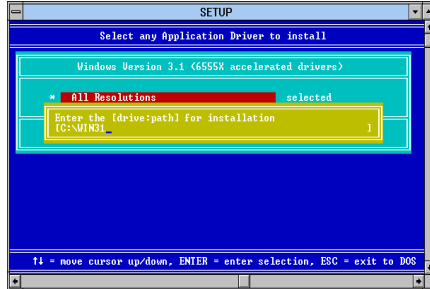 SETUP
Select any Application Driver to install
Windows Version 3.1 (6555X accelerated drivers)
* All Resolutions selected
Enter the [drive:path] for installation
[C:\WIN31_ ]
↑↓ = move cursor up/down, ENTER = enter selection, ESC = exit to DOS